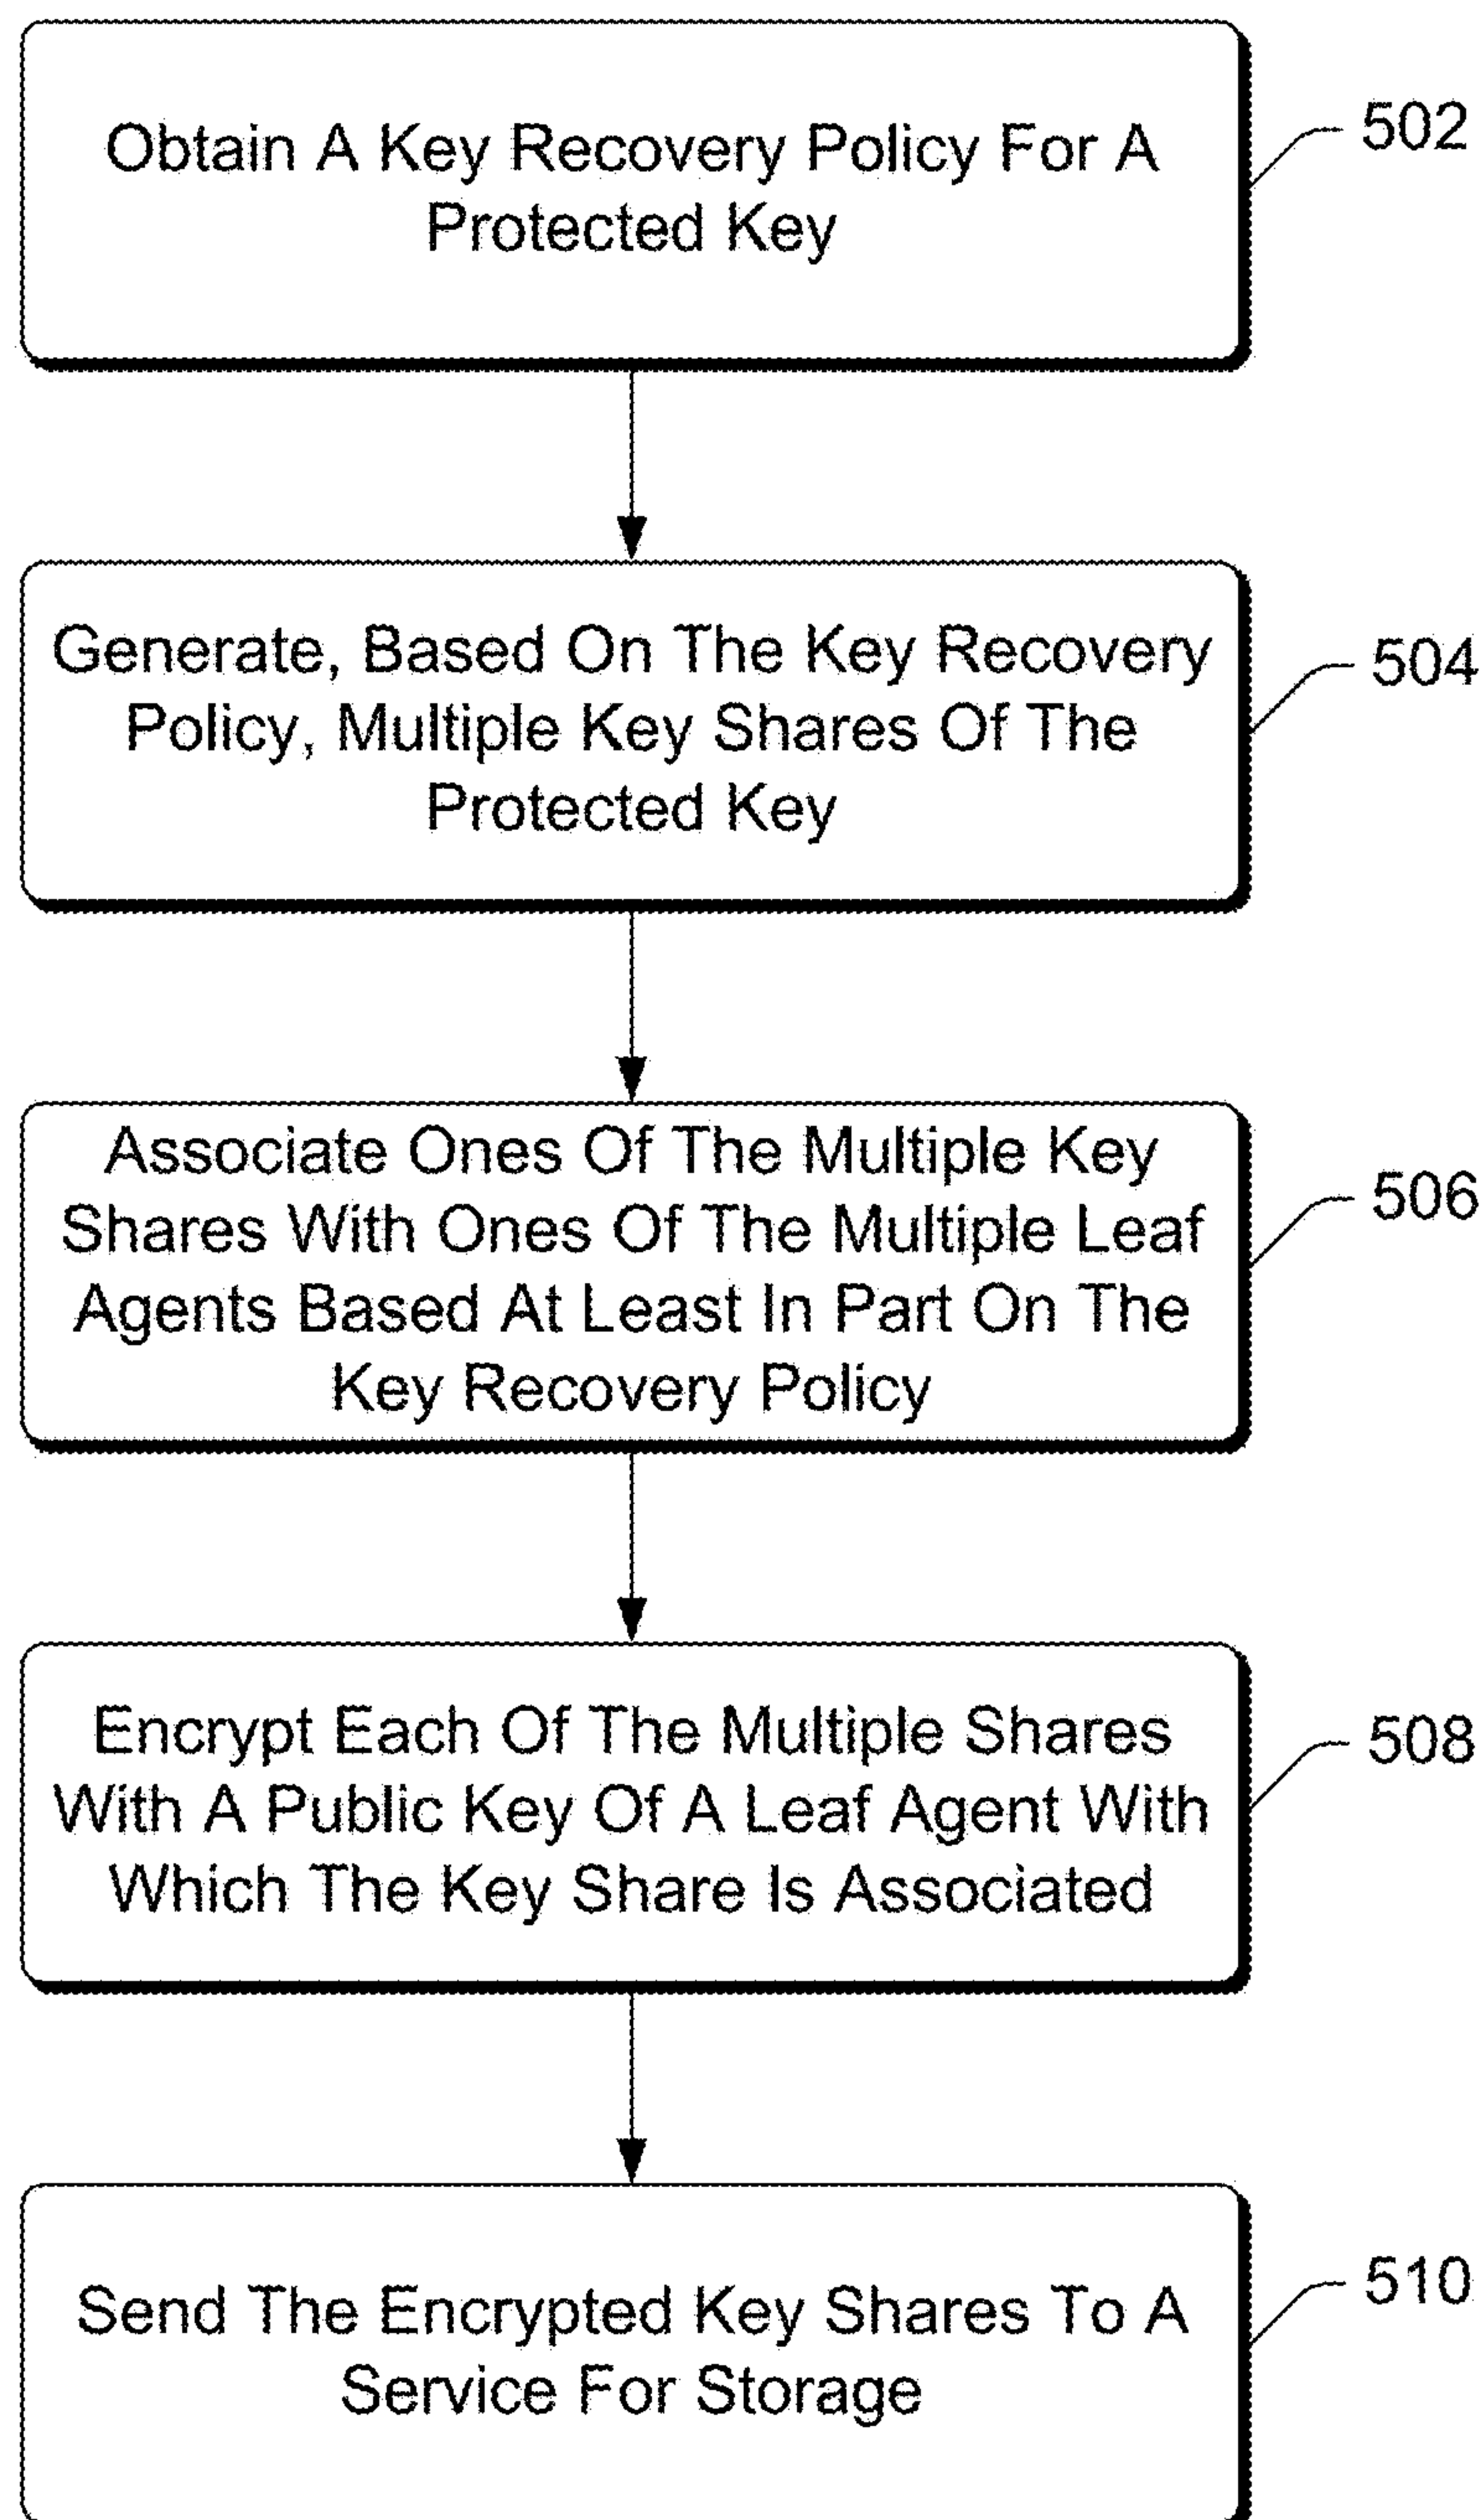 Obtain A Key Recovery Policy For A
Protected Key
502
Generate, Based On The Key Recovery
Policy, Multiple Key Shares Of The
Protected Key
504
Associate Ones Of The Multiple Key
Shares With Ones Of The Multiple Leaf
Agents Based At Least In Part On The
Key Recovery Policy
506
Encrypt Each Of The Multiple Shares
With A Public Key Of A Leaf Agent With
Which The Key Share Is Associated
508
Send The Encrypted Key Shares To A
Service For Storage
510